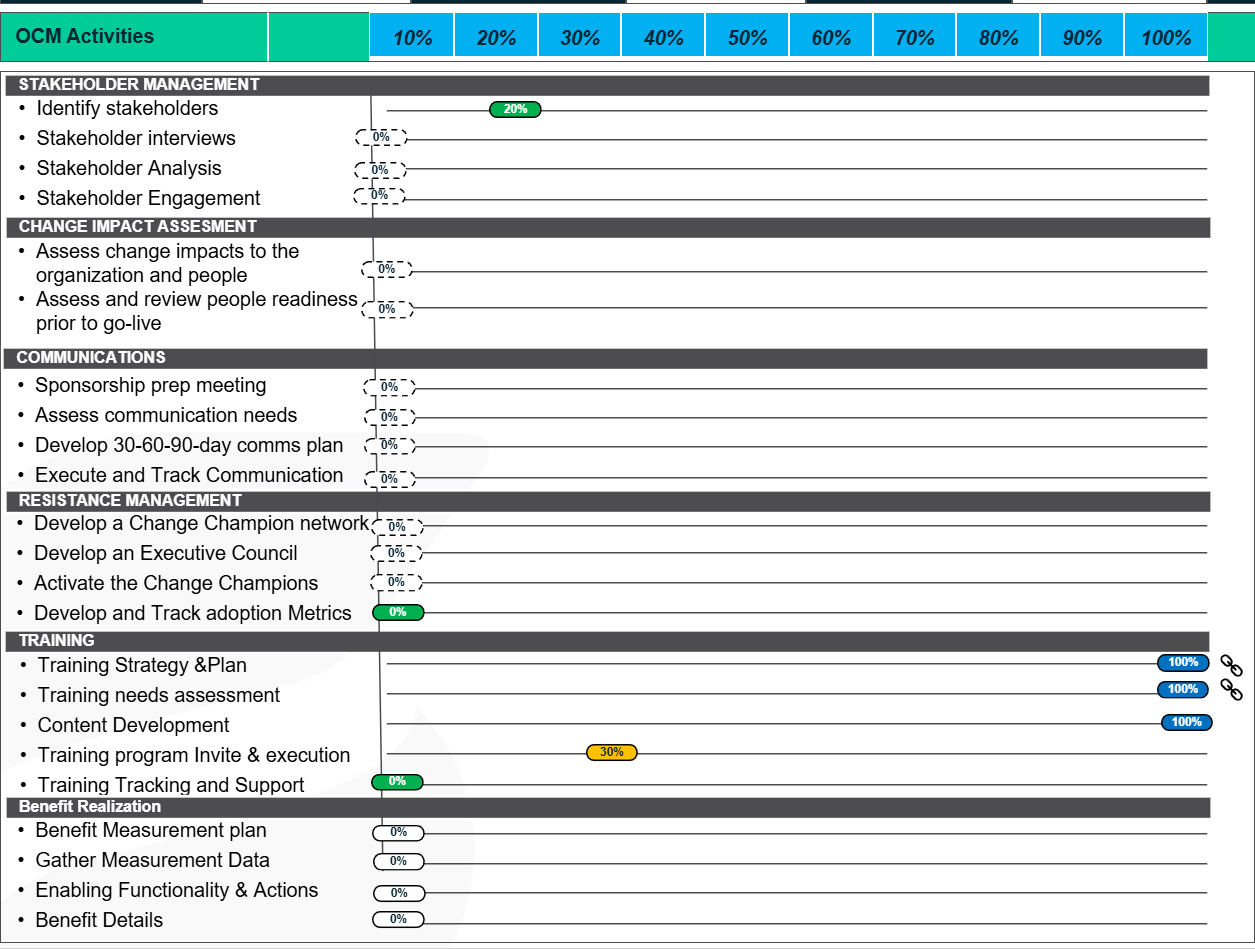 OCM Activities 10% 20% 30% 40% 50% 60% 70% 80% 90% 100%
STAKEHOLDER MANAGEMENT
• Identify stakeholders 20%
• Stakeholder interviews 0%
• Stakeholder Analysis 0%
• Stakeholder Engagement 0%
CHANGE IMPACT ASSESMENT
• Assess change impacts to the
organization and people 0%
• Assess and review people readiness
prior to go-live 0%
COMMUNICATIONS
• Sponsorship prep meeting 0%
• Assess communication needs 0%
• Develop 30-60-90-day comms plan 0%
• Execute and Track Communication 0%
RESISTANCE MANAGEMENT
• Develop a Change Champion network 0%
• Develop an Executive Council 0%
• Activate the Change Champions 0%
• Develop and Track adoption Metrics 0%
TRAINING
• Training Strategy &Plan 100%
• Training needs assessment 100%
• Content Development 100%
• Training program Invite & execution 30%
• Training Tracking and Support 0%
Benefit Realization
• Benefit Measurement plan 0%
• Gather Measurement Data 0%
• Enabling Functionality & Actions 0%
• Benefit Details 0%